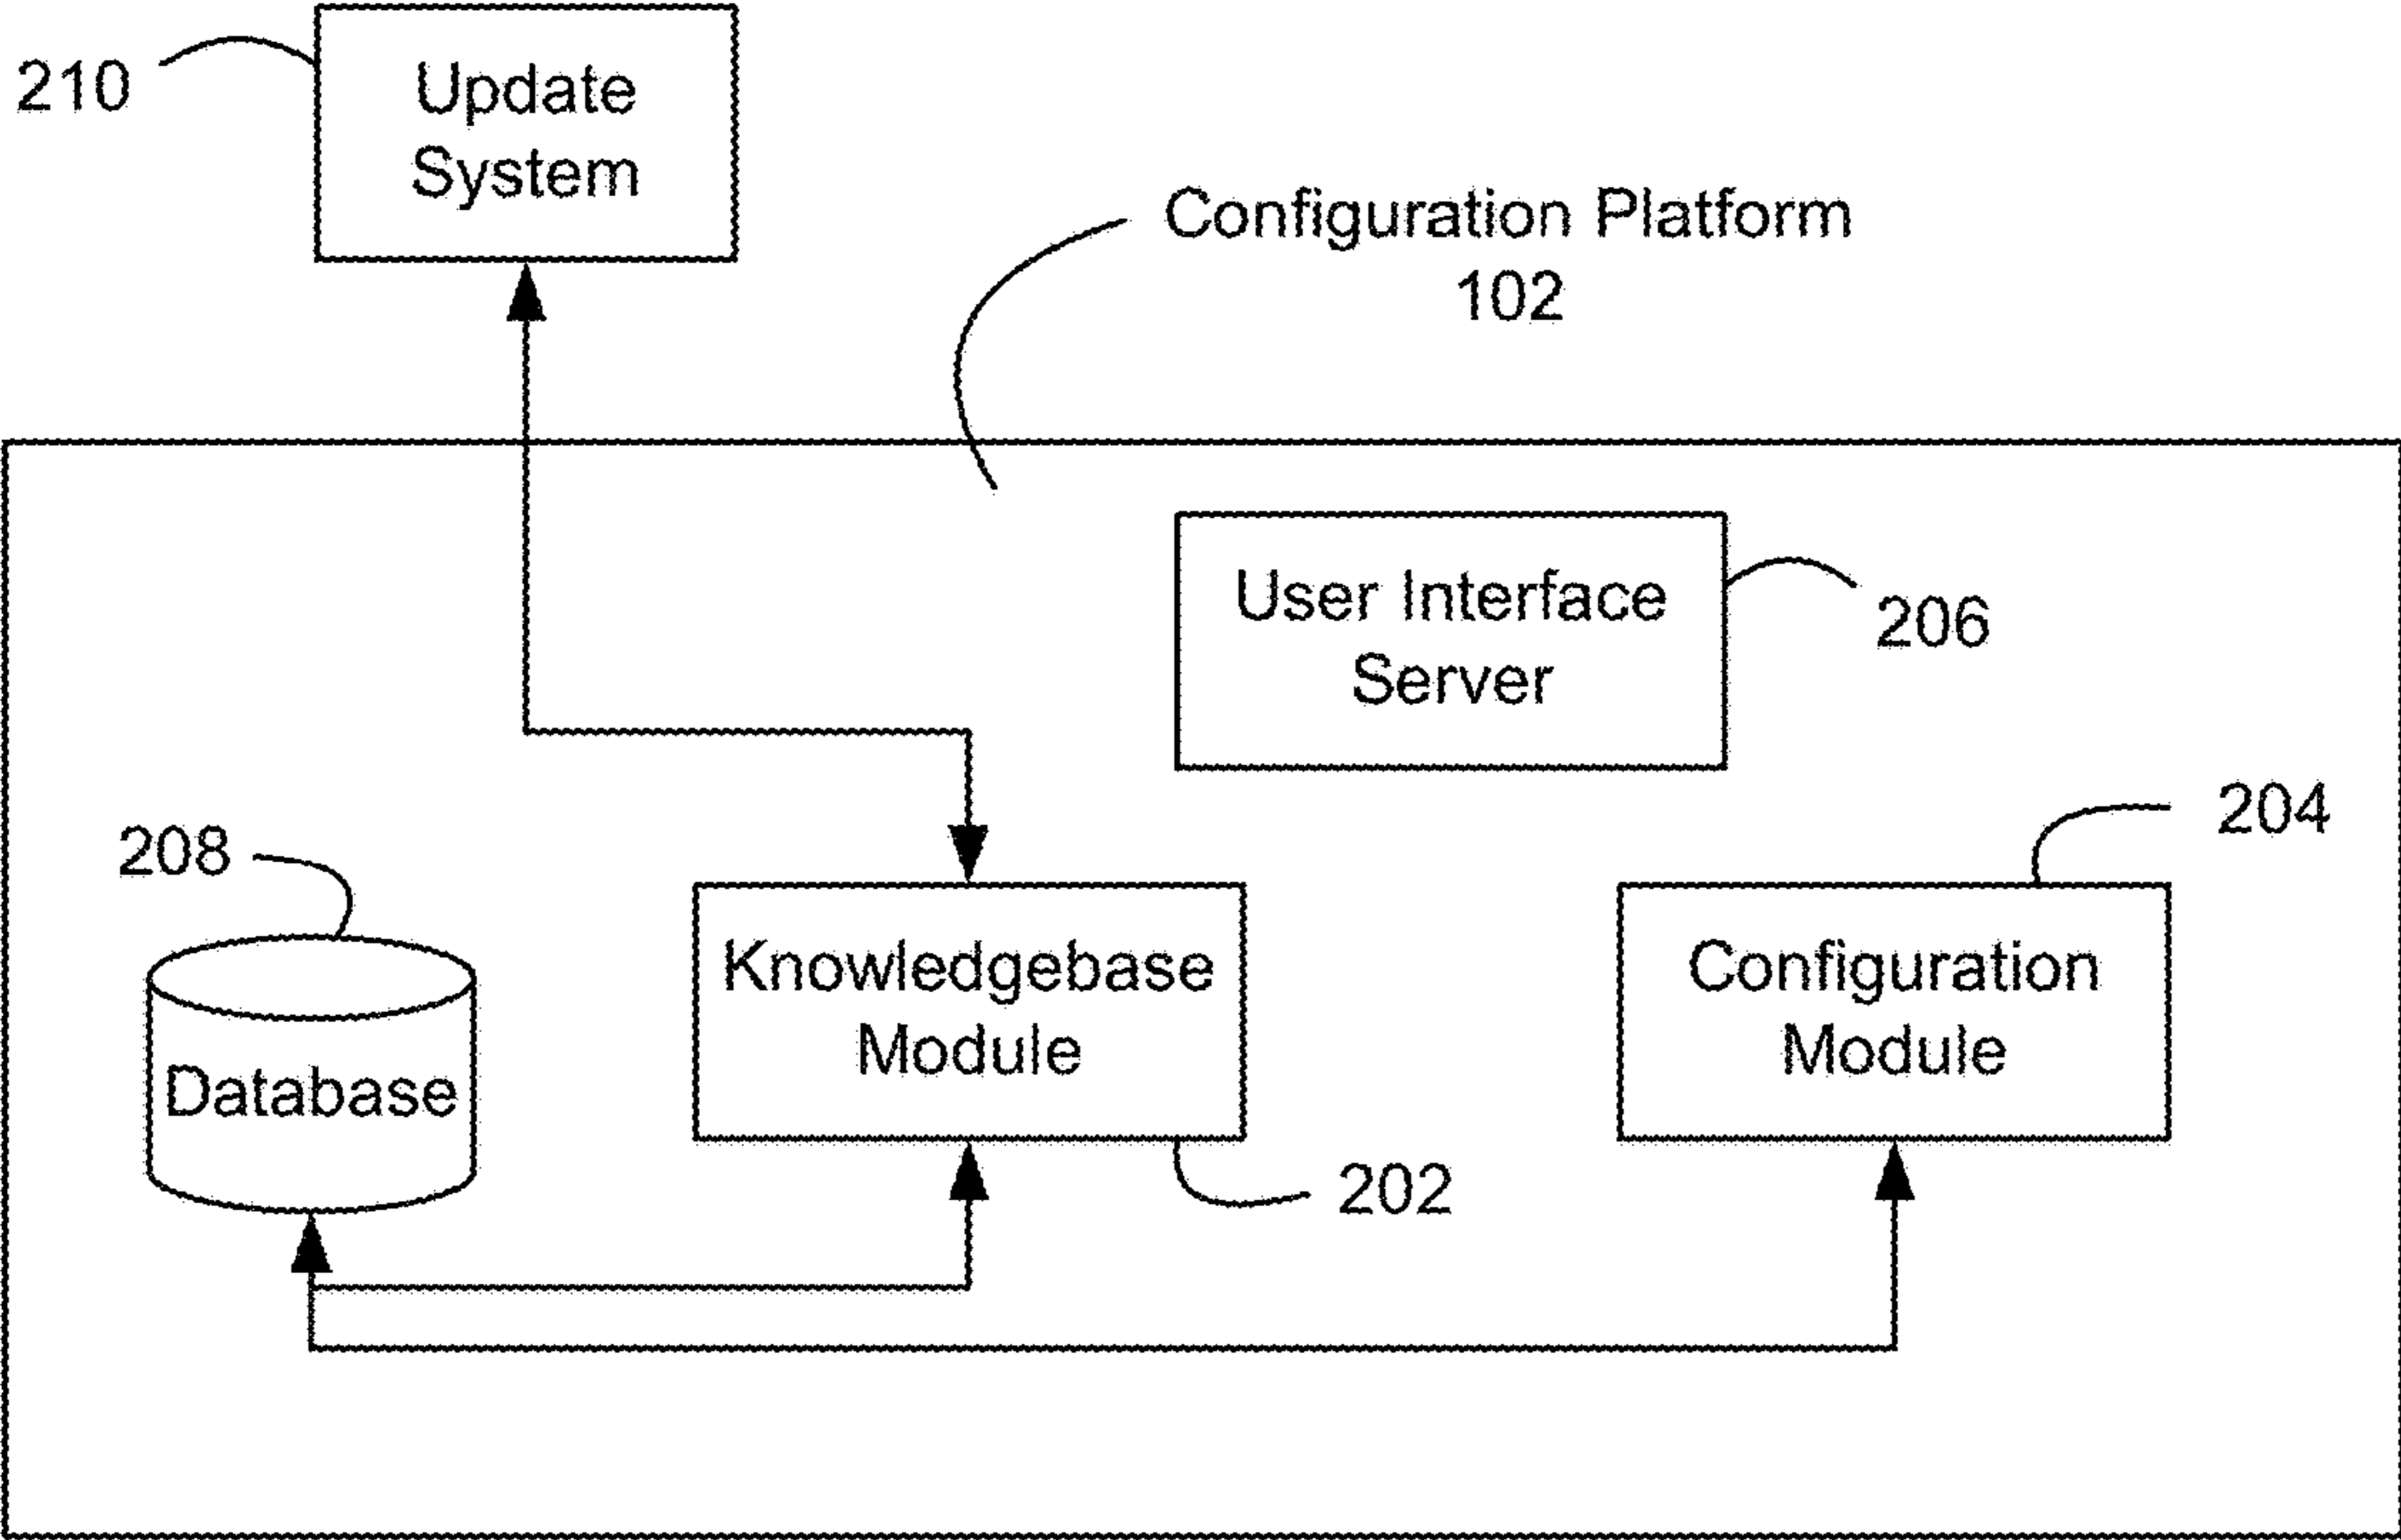 210
Update
System
Configuration Platform
102
User Interface
Server
206
204
208
Knowledgebase
Module
Configuration
Module
Database
202